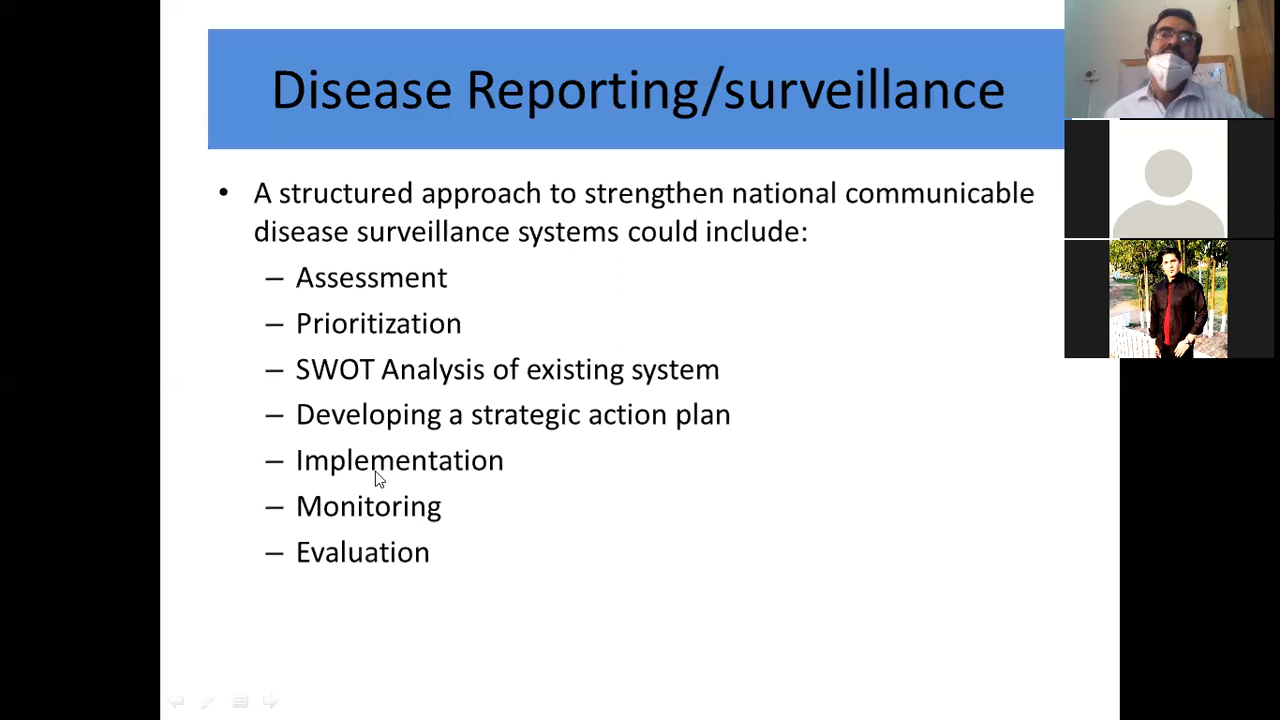 Disease Reporting/surveillance
• A structured approach to strengthen national communicable
disease surveillance systems could include:
– Assessment
– Prioritization
– SWOT Analysis of existing system
– Developing a strategic action plan
– Implementation
– Monitoring
– Evaluation